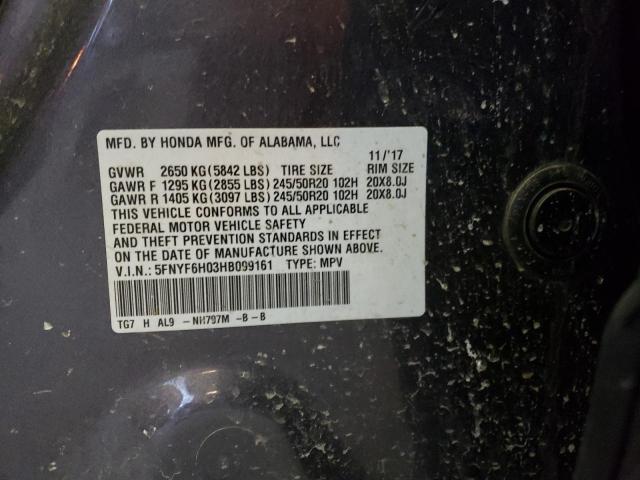 MFD. BY HONDA MFG. OF ALABAMA, LLC
11/'17
GVWR 2650 KG(5842 LBS) TIRE SIZE RIM SIZE
GAWR F 1295 KG(2855 LBS) 245/50R20 102H 20X8.0J
GAWR R 1405 KG(3097 LBS) 245/50R20 102H 20X8.0J
THIS VEHICLE CONFORMS TO ALL APPLICABLE
FEDERAL MOTOR VEHICLE SAFETY
AND THEFT PREVENTION STANDARDS IN EFFECT
ON THE DATE OF MANUFACTURE SHOWN ABOVE.
V.I.N.: 5FNYF6H03HB099161 TYPE: MPV
TG7 H AL9 -NH797M -B -B